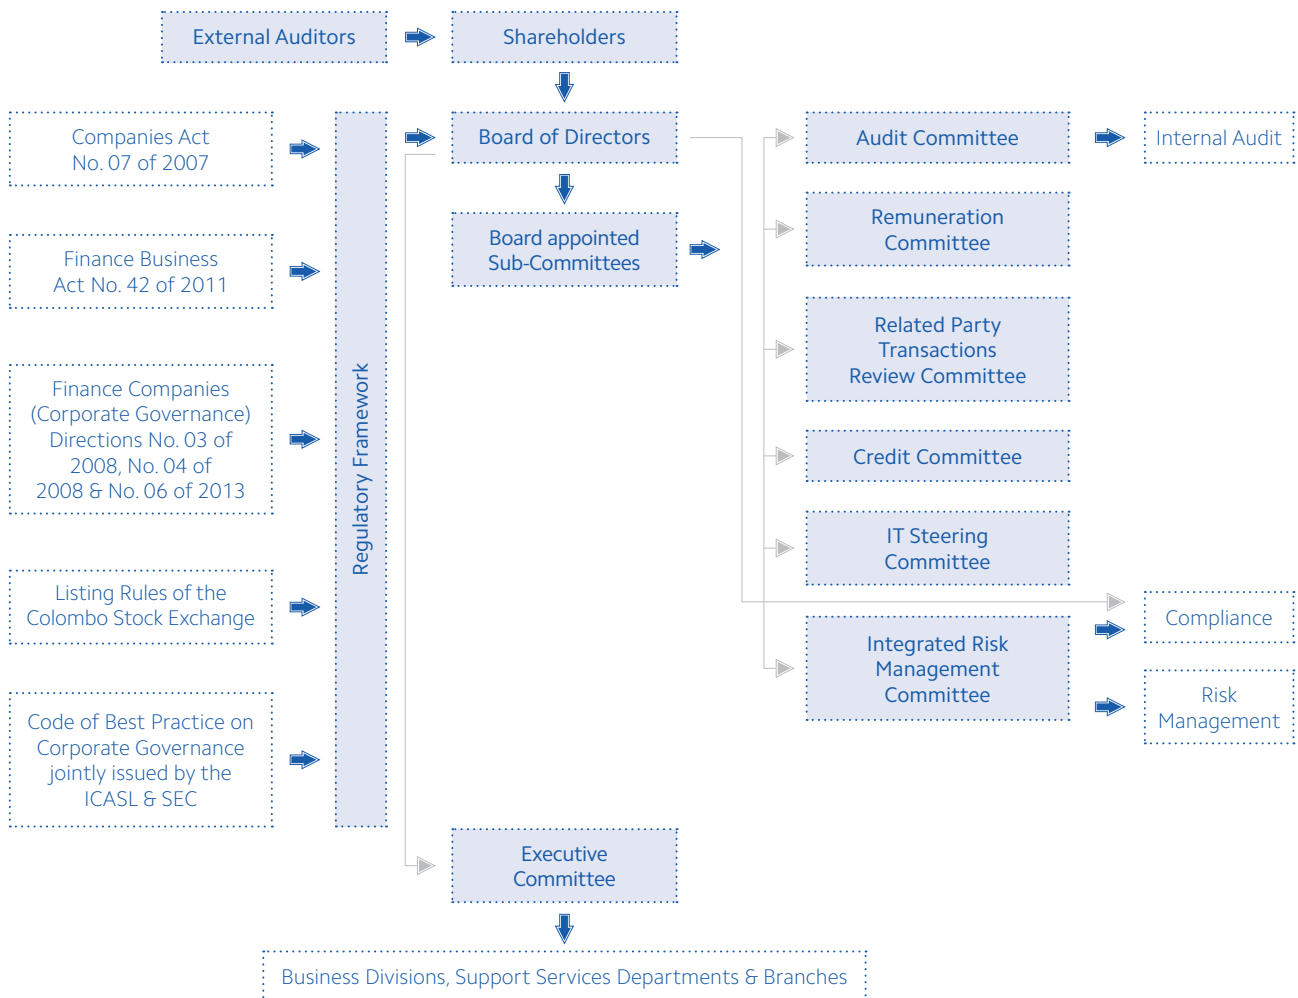 External Auditors
Shareholders
Companies Act
No. 07 of 2007
Finance Business
Act No. 42 of 2011
Finance Companies
(Corporate Governance)
Directions No. 03 of
2008, No. 04 of
2008 & No. 06 of 2013
Listing Rules of the
Colombo Stock Exchange
Code of Best Practice on
Corporate Governance
jointly issued by the
ICASL & SEC
Regulatory Framework
Board of Directors
Board appointed
Sub-Committees
Audit Committee
Internal Audit
Remuneration
Committee
Related Party
Transactions
Review Committee
Credit Committee
IT Steering
Committee
Integrated Risk
Management
Committee
Compliance
Risk
Management
Executive
Committee
Business Divisions, Support Services Departments & Branches